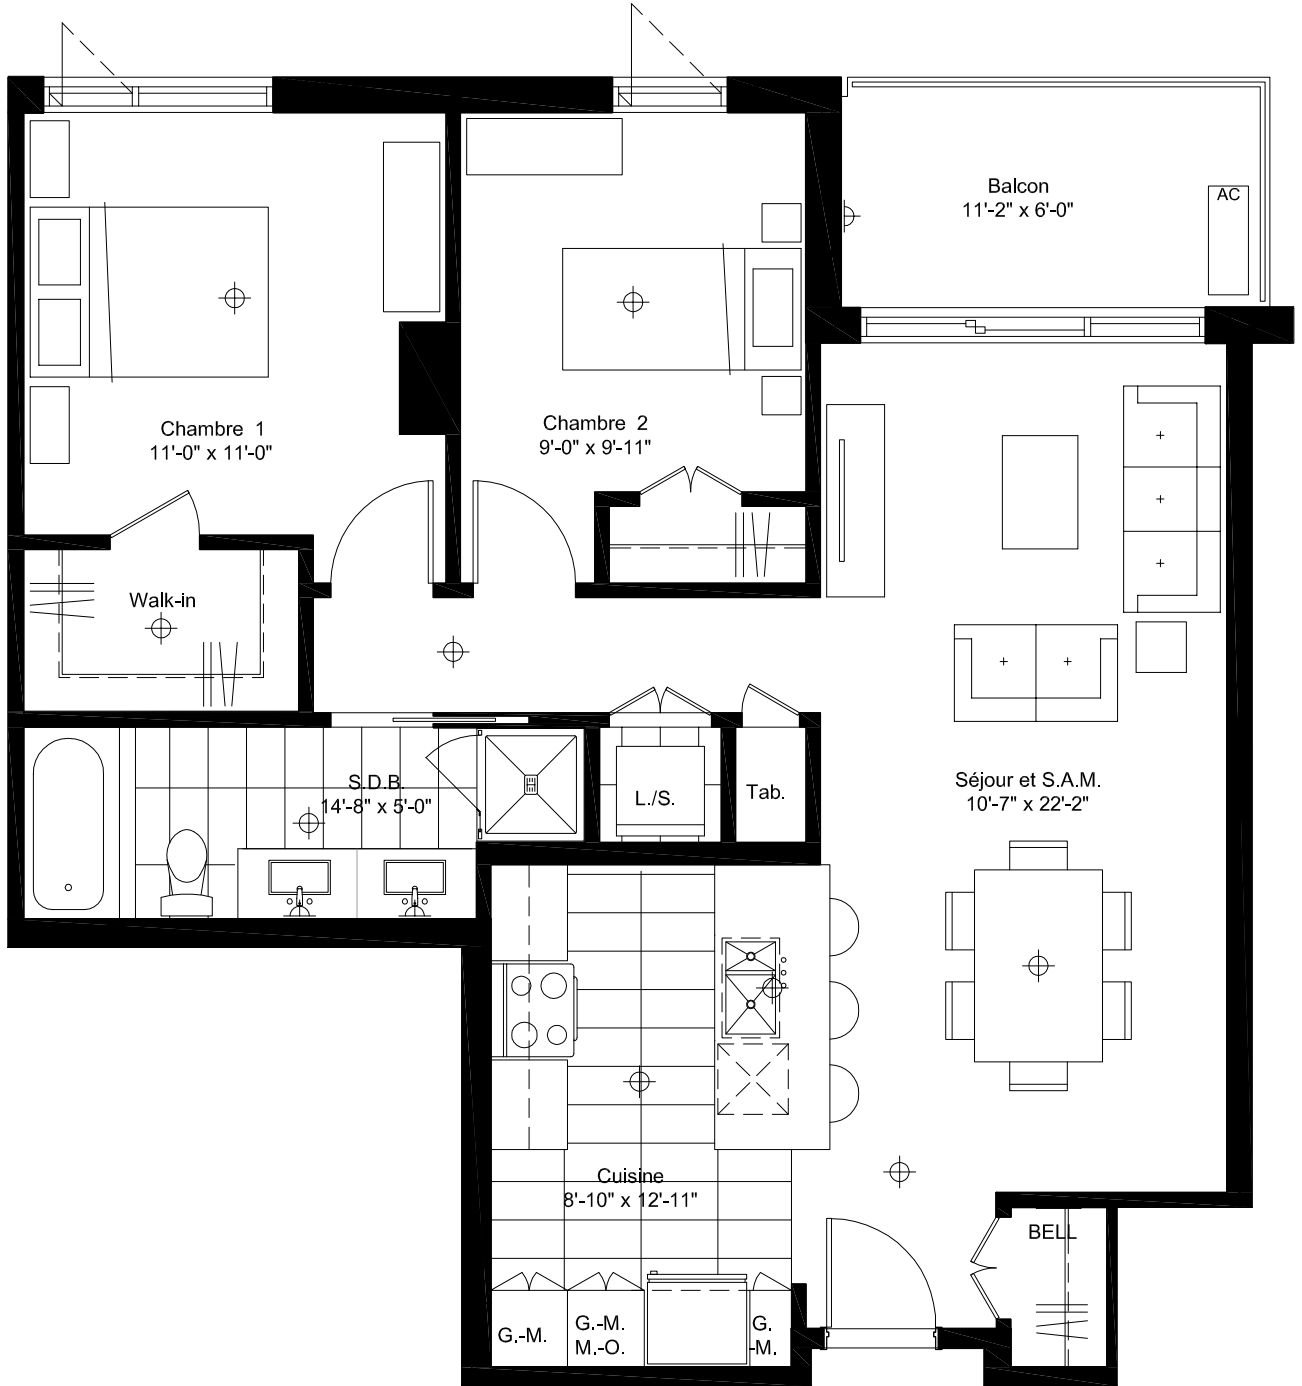 Balcon
11'-2" x 6'-0"
AC
Chambre 1
11'-0" x 11'-0"
Chambre 2
9'-0" x 9'-11"
Walk-in
S.D.B.
14'-8" x 5'-0"
L./S.
Tab.
Séjour et S.A.M.
10'-7" x 22'-2"
Cuisine
8'-10" x 12'-11"
BELL
G.-M.
G.-M.
M.-O.
G.
-M.